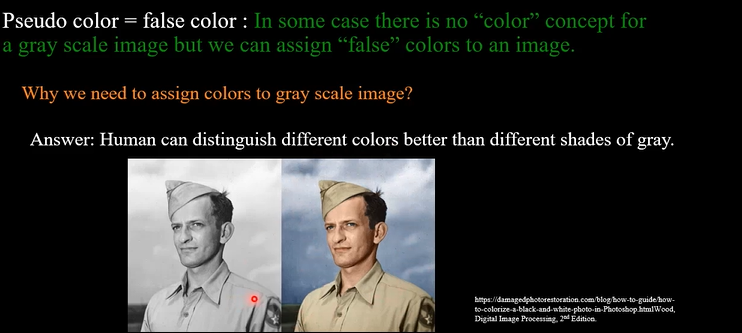 Pseudo color = false color : In some case there is no “color” concept for
a gray scale image but we can assign “false” colors to an image.
Why we need to assign colors to gray scale image?
Answer: Human can distinguish different colors better than different shades of gray.
https://damagedphotorestoration.com/blog/how-to-guide/how-
to-colorize-a-black-and-white-photo-in-Photoshop.htmlWood,
Digital Image Processing, 2nd Edition.